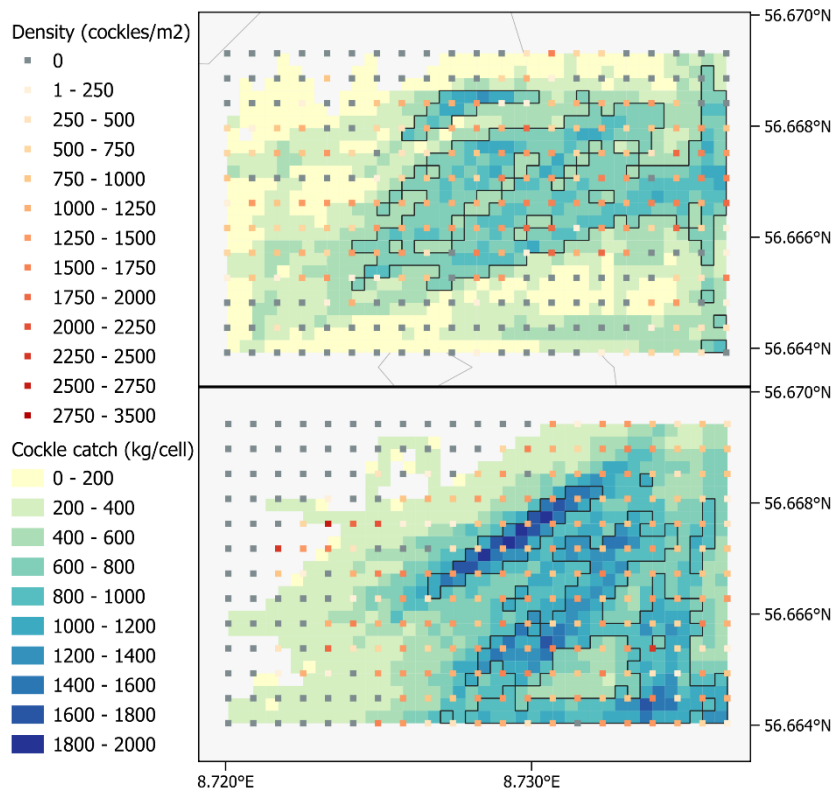 Density (cockles/m2)
0
1 - 250
250 - 500
500 - 750
750 - 1000
1000 - 1250
1250 - 1500
1500 - 1750
1750 - 2000
2000 - 2250
2250 - 2500
2500 - 2750
2750 - 3500
Cockle catch (kg/cell)
0 - 200
200 - 400
400 - 600
600 - 800
800 - 1000
1000 - 1200
1200 - 1400
1400 - 1600
1600 - 1800
1800 - 2000
56.670°N
56.668°N
56.666°N
56.664°N
56.670°N
56.668°N
56.666°N
56.664°N
8.720°E
8.730°E